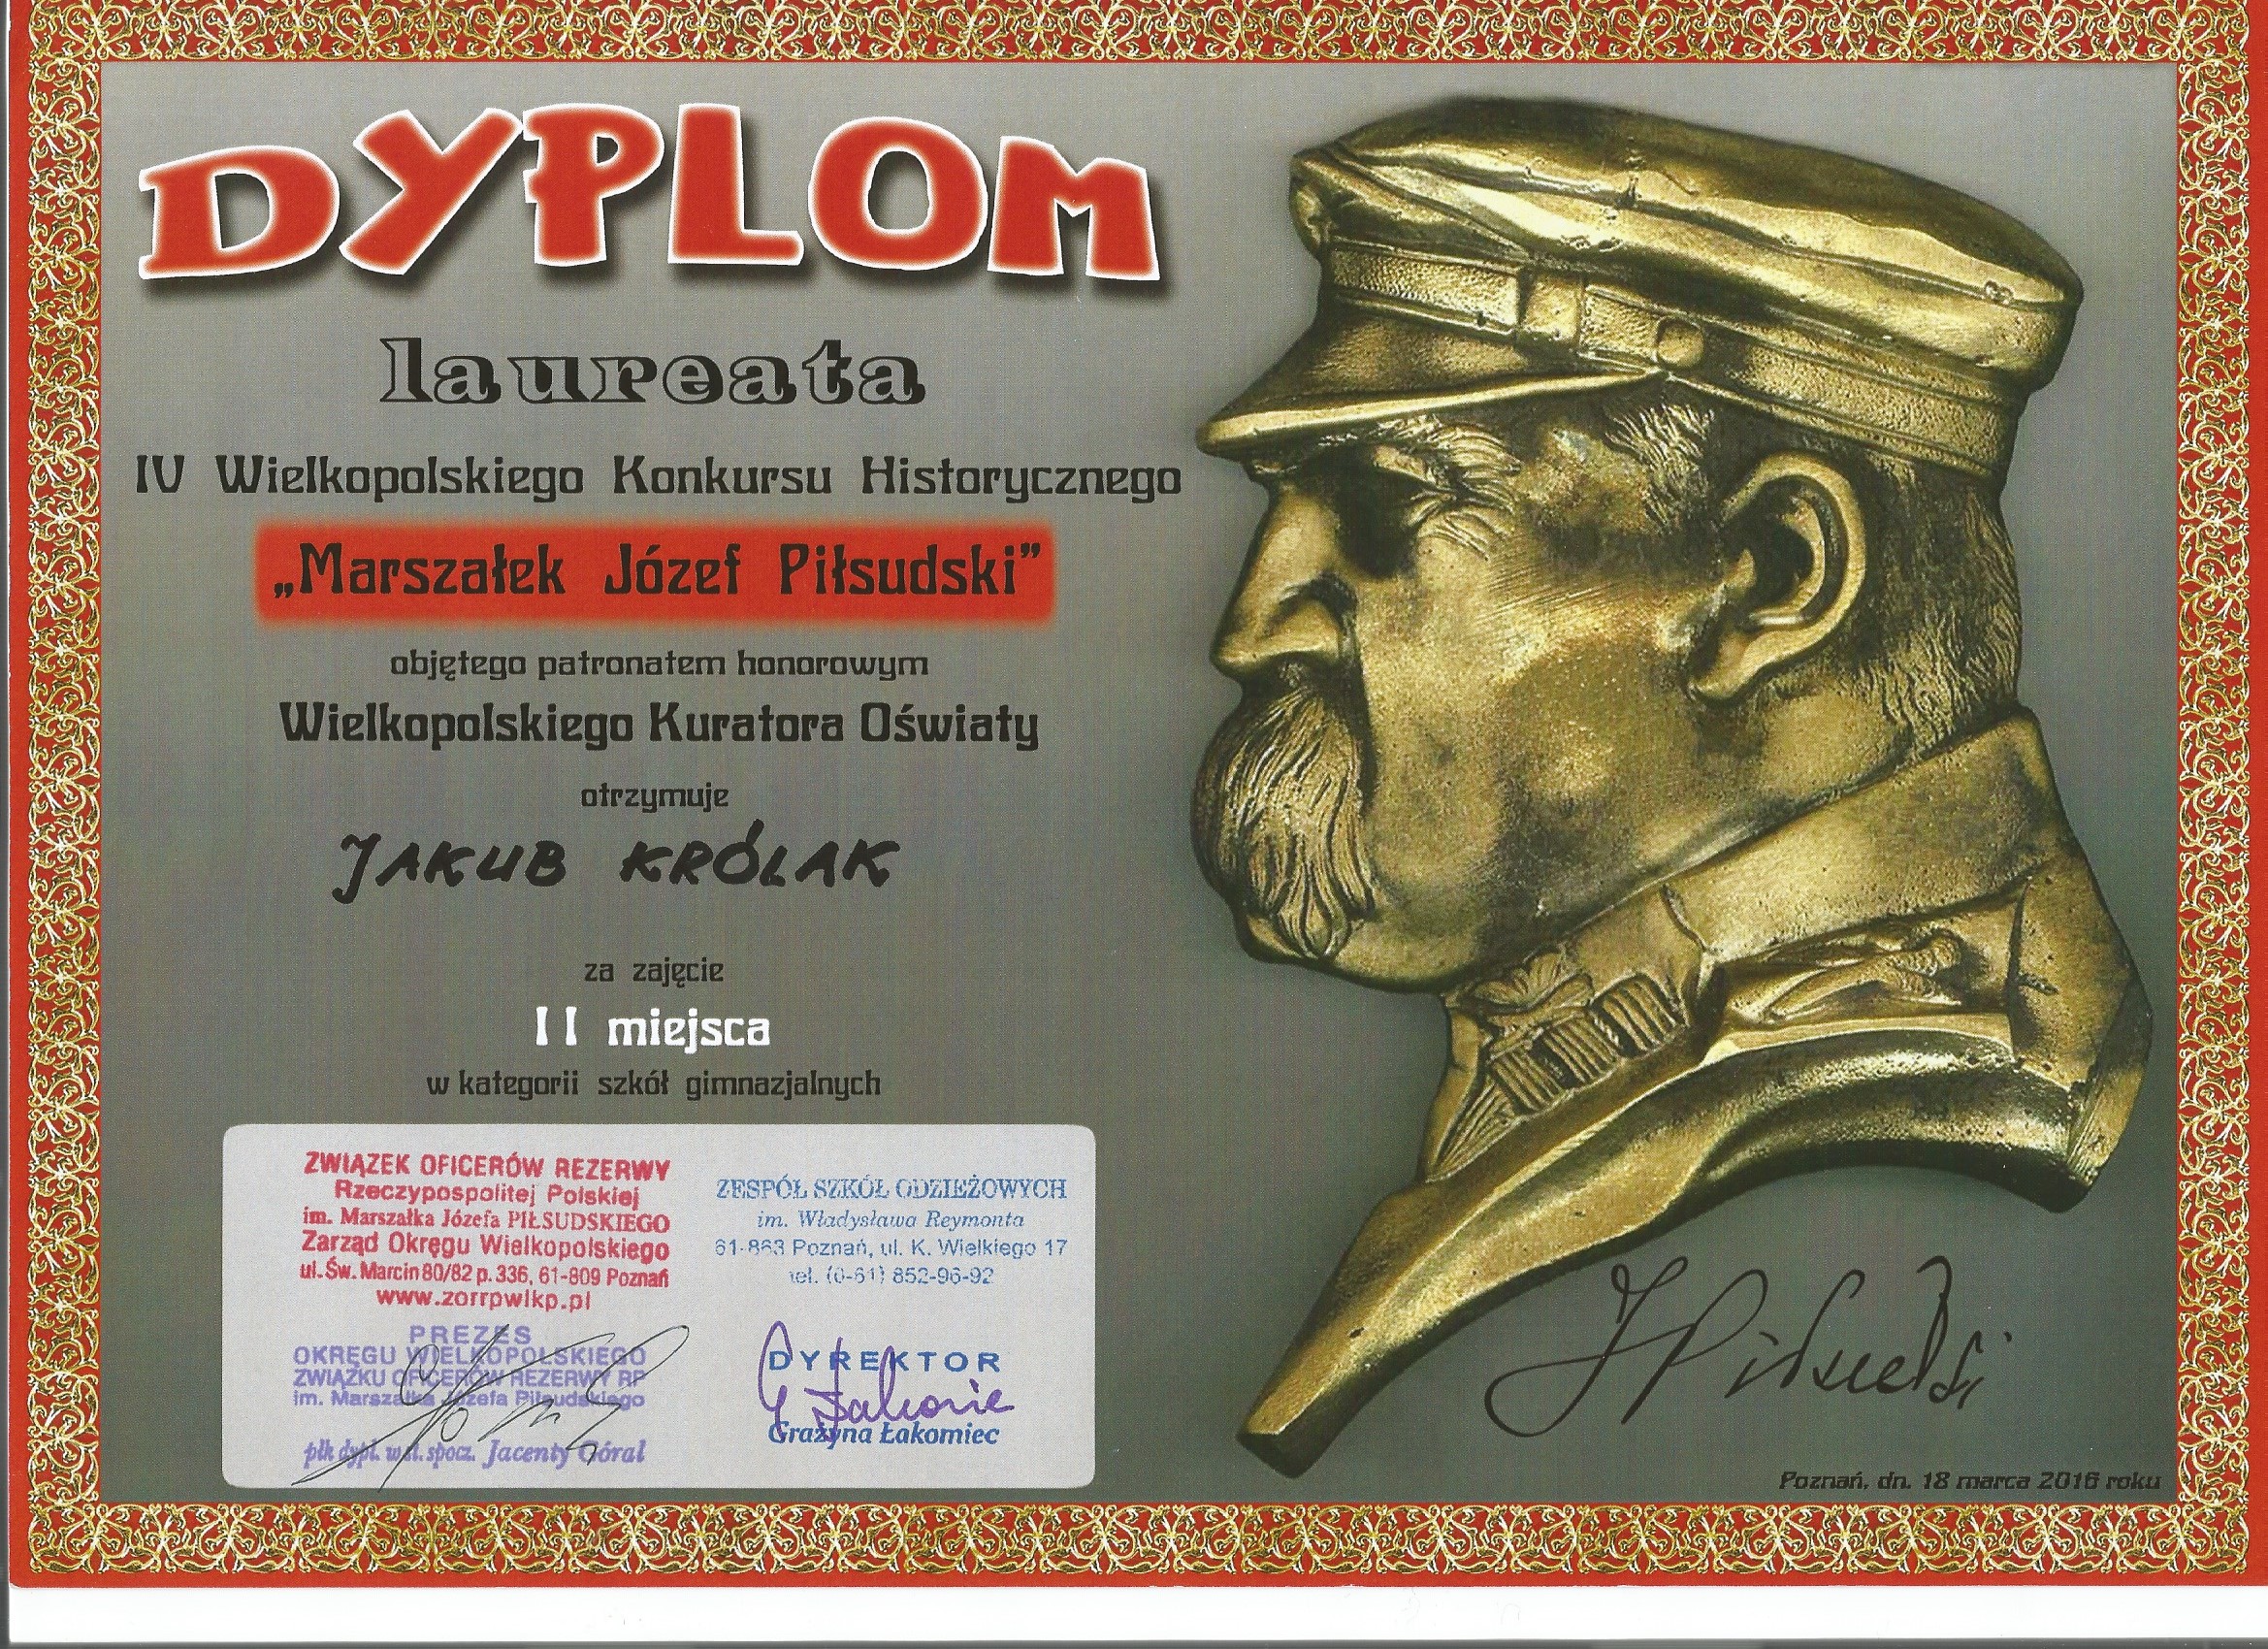 DYPLOM
laureata
IV Wielkopolskiego Konkursu Historycznego
„Marszałek Józef Piłsudski”
objętego patronatem honorowym
Wielkopolskiego Kuratora Oświaty
otrzymuje
JAKUB KRÓLAK
za zajęcie
II miejsca
w kategorii szkół gimnazjalnych
ZWIĄZEK OFICERÓW REZERWY
Rzeczypospolitej Polskiej
im. Marszałka Józefa PIŁSUDSKIEGO
Zarząd Okręgu Wielkopolskiego
ul. Św. Marcin 80/82 p. 336, 61-809 Poznań
www.zorrpwlkp.pl
PREZES
OKRĘGU WIELKOPOLSKIEGO
ZWIĄZKU OFICERÓW REZERWY RP
im. Marszałka Józefa Piłsudskiego
płk dypl. w st. spocz. Jacenty Góral
ZESPÓŁ SZKÓŁ ODZIEŻOWYCH
im. Władysława Reymonta
61-863 Poznań, ul. K. Wielkiego 17
tel. (0-61) 852-96-92
DYREKTOR
G Łakomiec
Grażyna Łakomiec
J Piłsudski
Poznań, dn. 18 marca 2016 roku